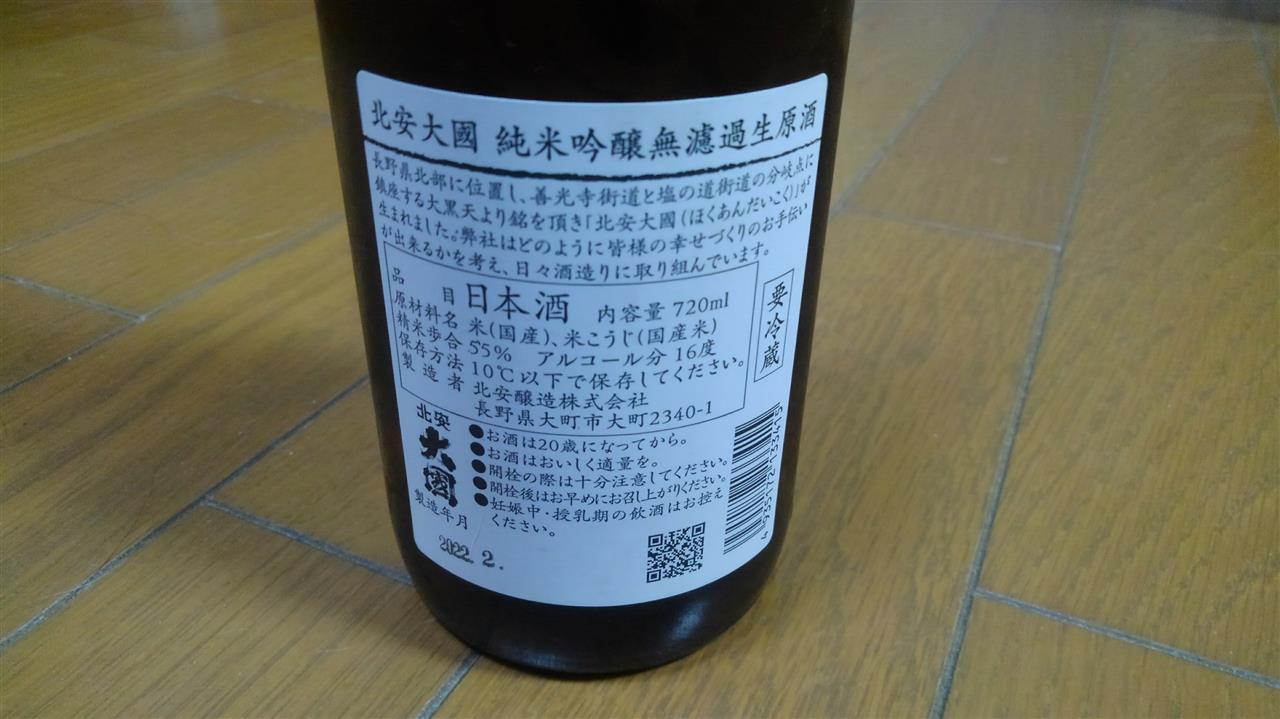 北安大國 純米吟醸無濾過生原酒
長野県北部に位置し、善光寺街道と塩の道街道の分岐点に
鎮座する大黒天より銘を頂き「北安大國(ほくあんだいこく)」が
生まれました。弊社はどのように皆様の幸せづくりのお手伝い
が出来るかを考え、日々酒造りに取り組んでいます。
品目 日本酒 内容量 720ml
原材料名 米(国産)、米こうじ(国産米)
精米歩合 55% アルコール分 16度
保存方法 10℃以下で保存してください。
製造者 北安醸造株式会社
長野県大町市大町2340-1
要冷蔵
北安
大國
製造年月
2022. 2.
●お酒は20歳になってから。
●お酒はおいしく適量を。
●開栓の際は十分注意してください。
●開栓後はお早めにお召し上がりください。
●妊娠中・授乳期の飲酒はお控え
ください。